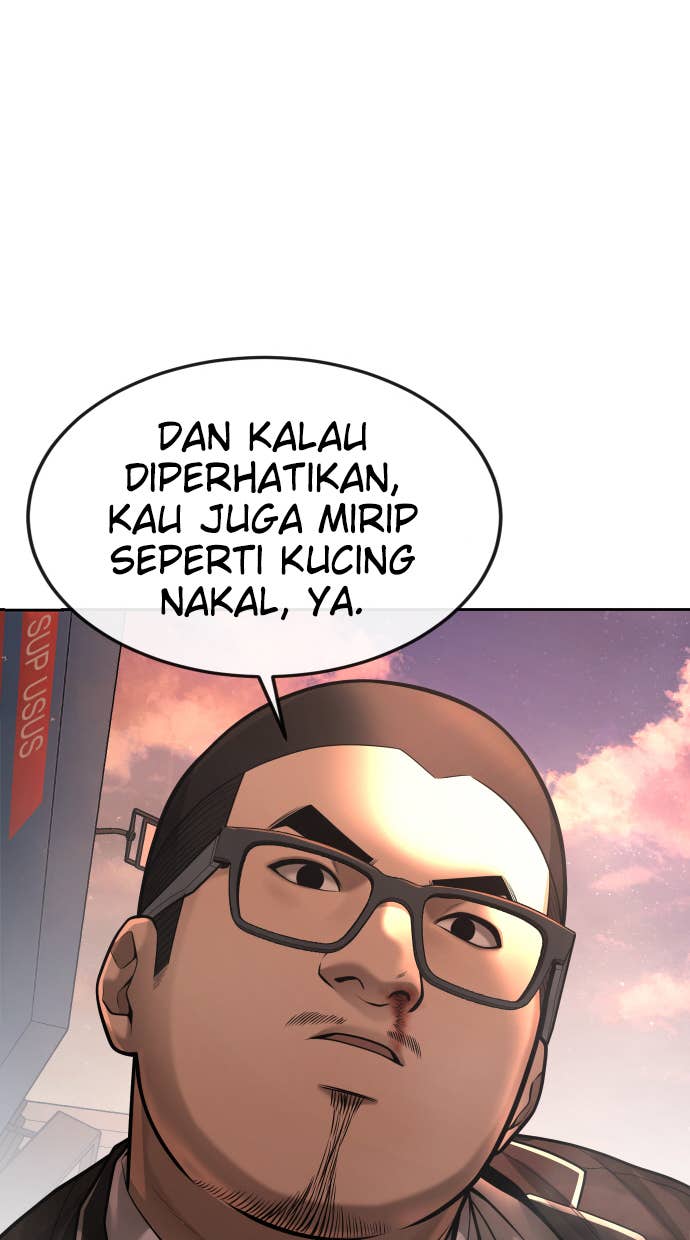 DAN KALAU
DIPERHATIKAN,
KAU JUGA MIRIP
SEPERTI KUCING
NAKAL, YA.
SUP USUS